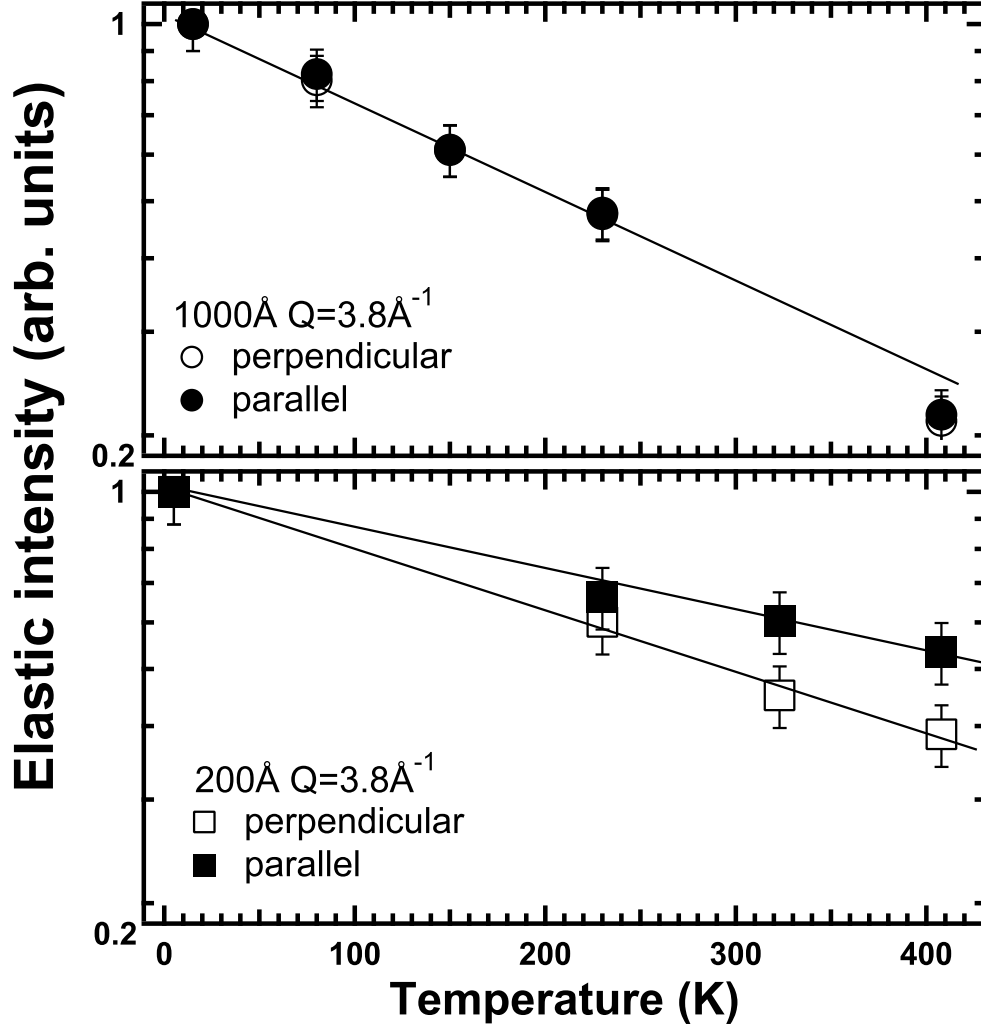 Elastic intensity (arb. units)
1
1000Å Q=3.8Å⁻¹
perpendicular
parallel
0.2
1
200Å Q=3.8Å⁻¹
perpendicular
parallel
0.2
0 100 200 300 400
Temperature (K)